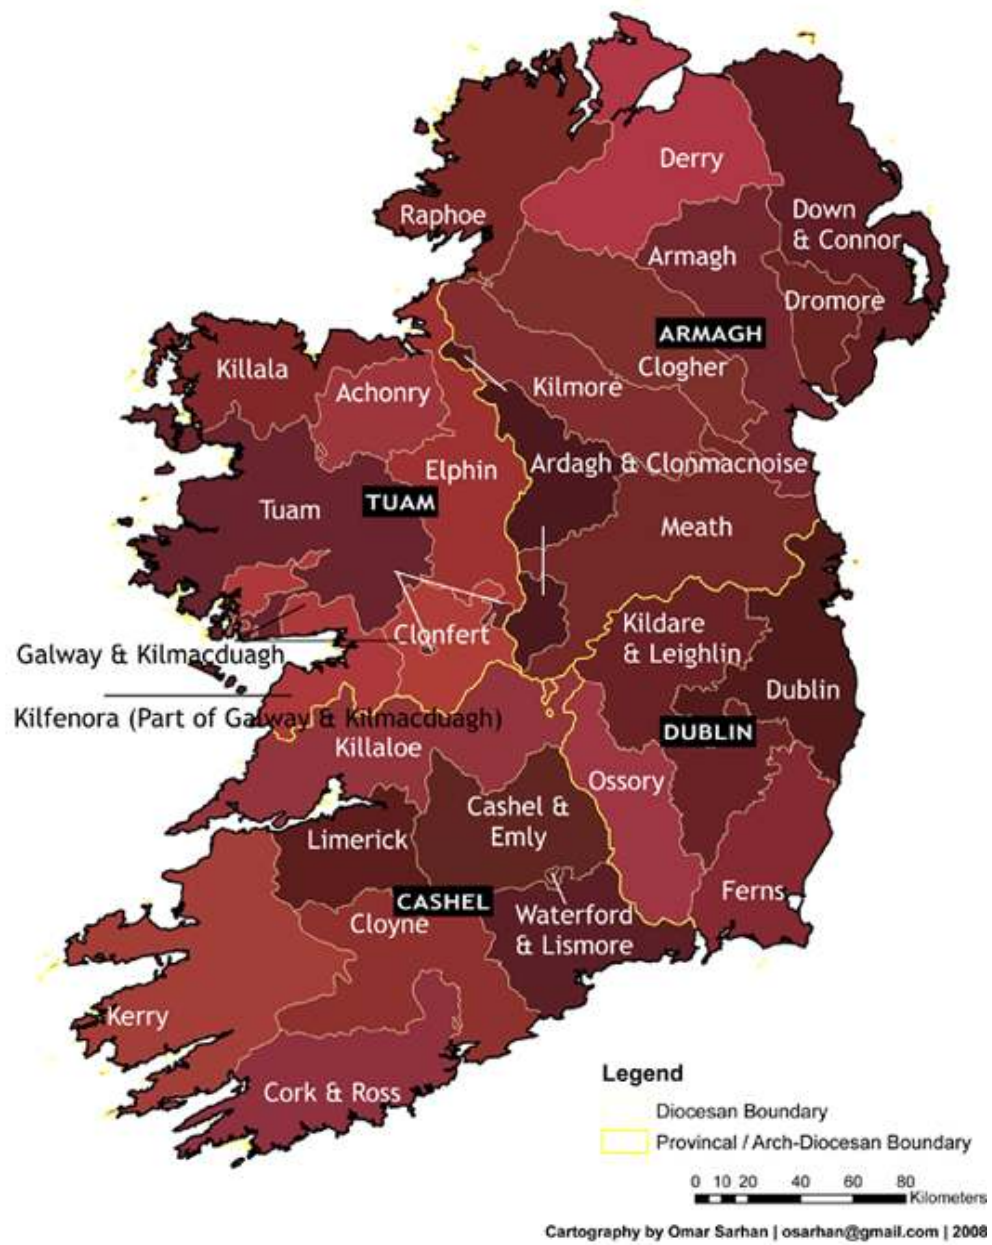 Derry
Raphoe
Down
& Connor
Armagh
Dromore
ARMAGH
Clogher
Killala
Achonry
Kilmore
Elphin
Ardagh & Clonmacnoise
TUAM
Tuam
Meath
Clonfert
Kildare
& Leighlin
Galway & Kilmacduagh
Dublin
Kilfenora (Part of Galway & Kilmacduagh)
DUBLIN
Killaloe
Ossory
Cashel &
Emly
Limerick
Ferns
CASHEL
Cloyne
Waterford
& Lismore
Kerry
Cork & Ross
Legend
Diocesan Boundary
Provincal / Arch-Diocesan Boundary
0 10 20 40 60 80
Kilometers
Cartography by Omar Sarhan | osarhan@gmail.com | 2008